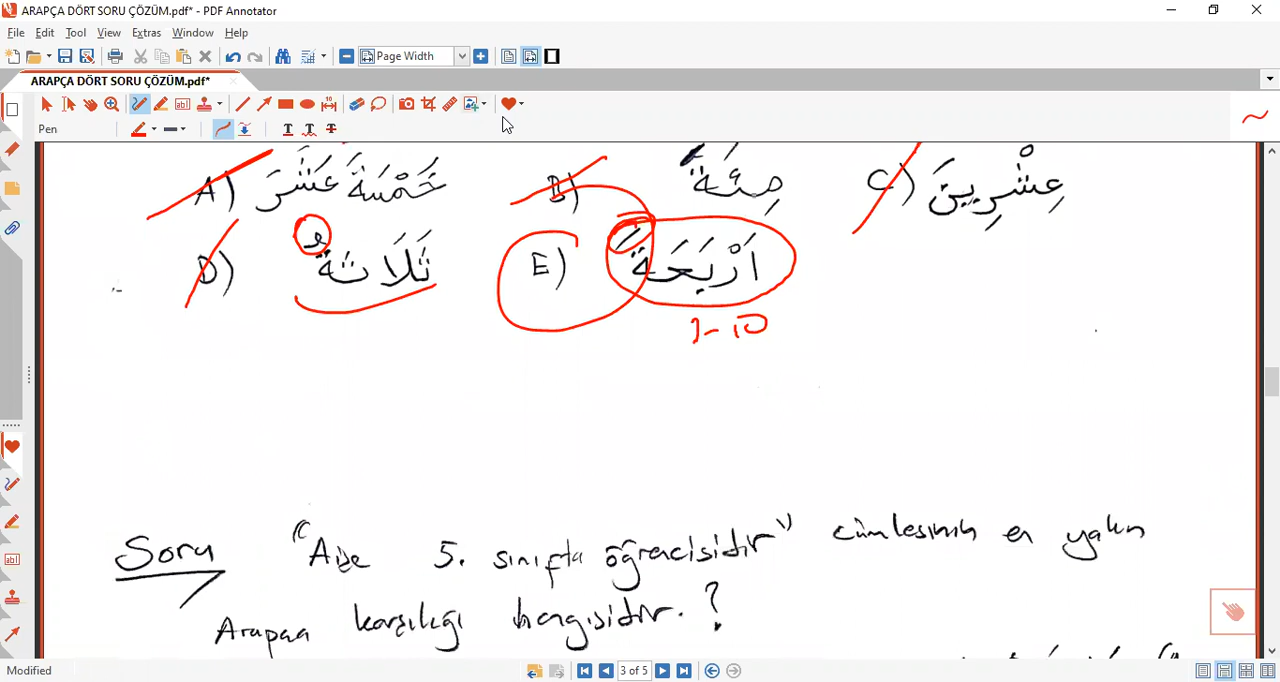 ARAPÇA DÖRT SORU ÇÖZÜM.pdf* - PDF Annotator
File Edit Tool View Extras Window Help
Page Width
ARAPÇA DÖRT SORU ÇÖZÜM.pdf*
Pen
A) خَمْسَةَ عَشَرَ B) مِئَةَ C) عِشْرِينَ
D) ثَلَاثَةٌ E) اَرْبَعَةً
1-10
Soru "Aişe 5. sınıfta öğrencisidir" cümlesinin en yakın
Arapça karşılığı hangisidir.?
Modified 3 of 5